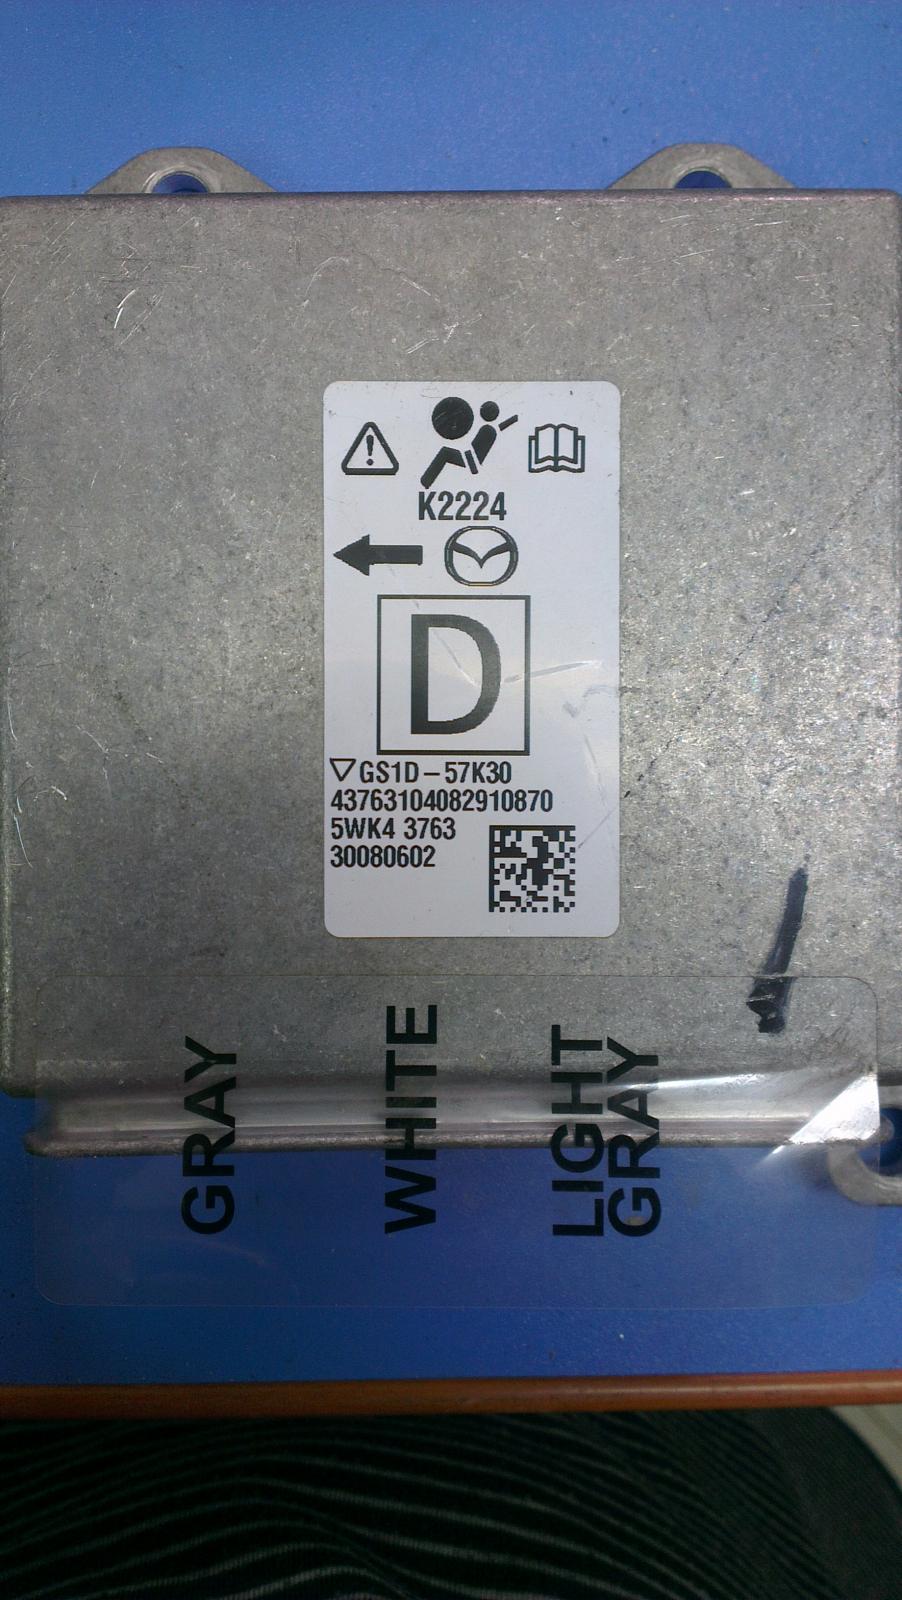 K2224
D
▽GS1D-57K30
43763104082910870
5WK4 3763
30080602
GRAY
WHITE
LIGHT
GRAY